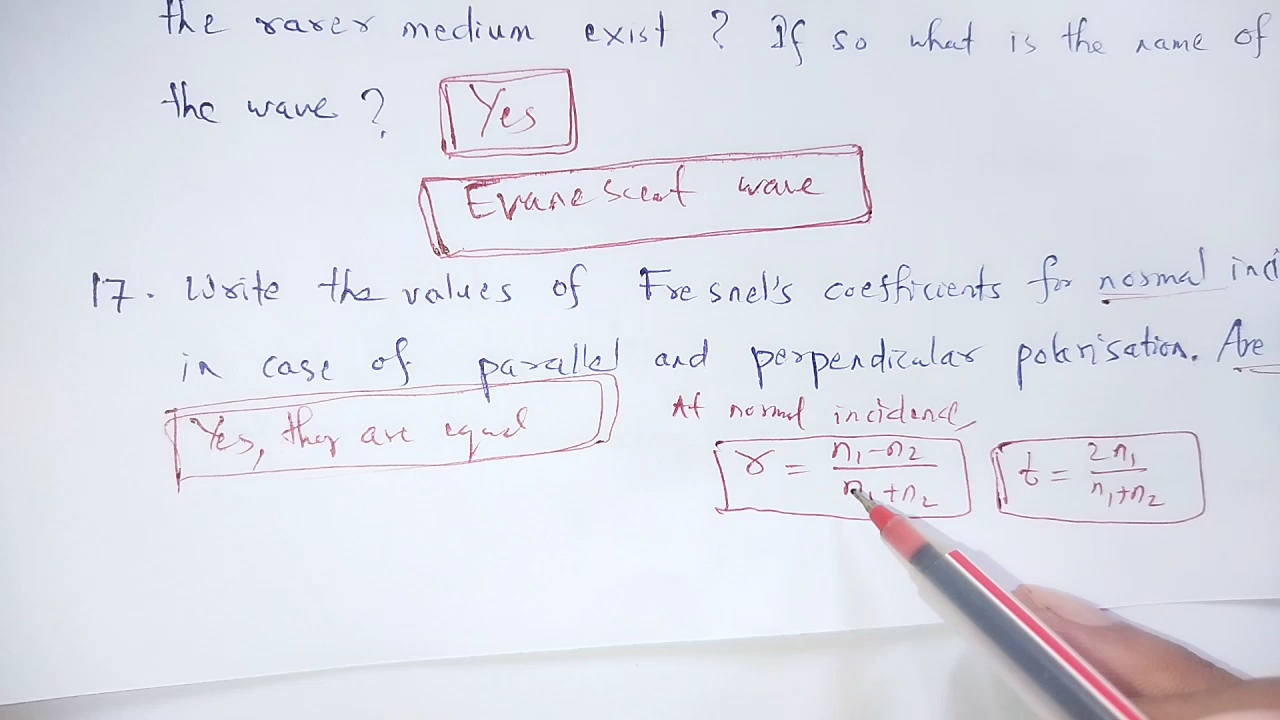 the rarer medium exist ? If so what is the name of
the wave ? Yes
Evanescent wave
17. Write the values of Fresnel's coefficients for normal inci
in case of parallel and perpendicular polarisation. Are
Yes, they are equal
At normal incidence,
r = n₁-n₂ / n₁+n₂ t = 2n₁ / n₁+n₂